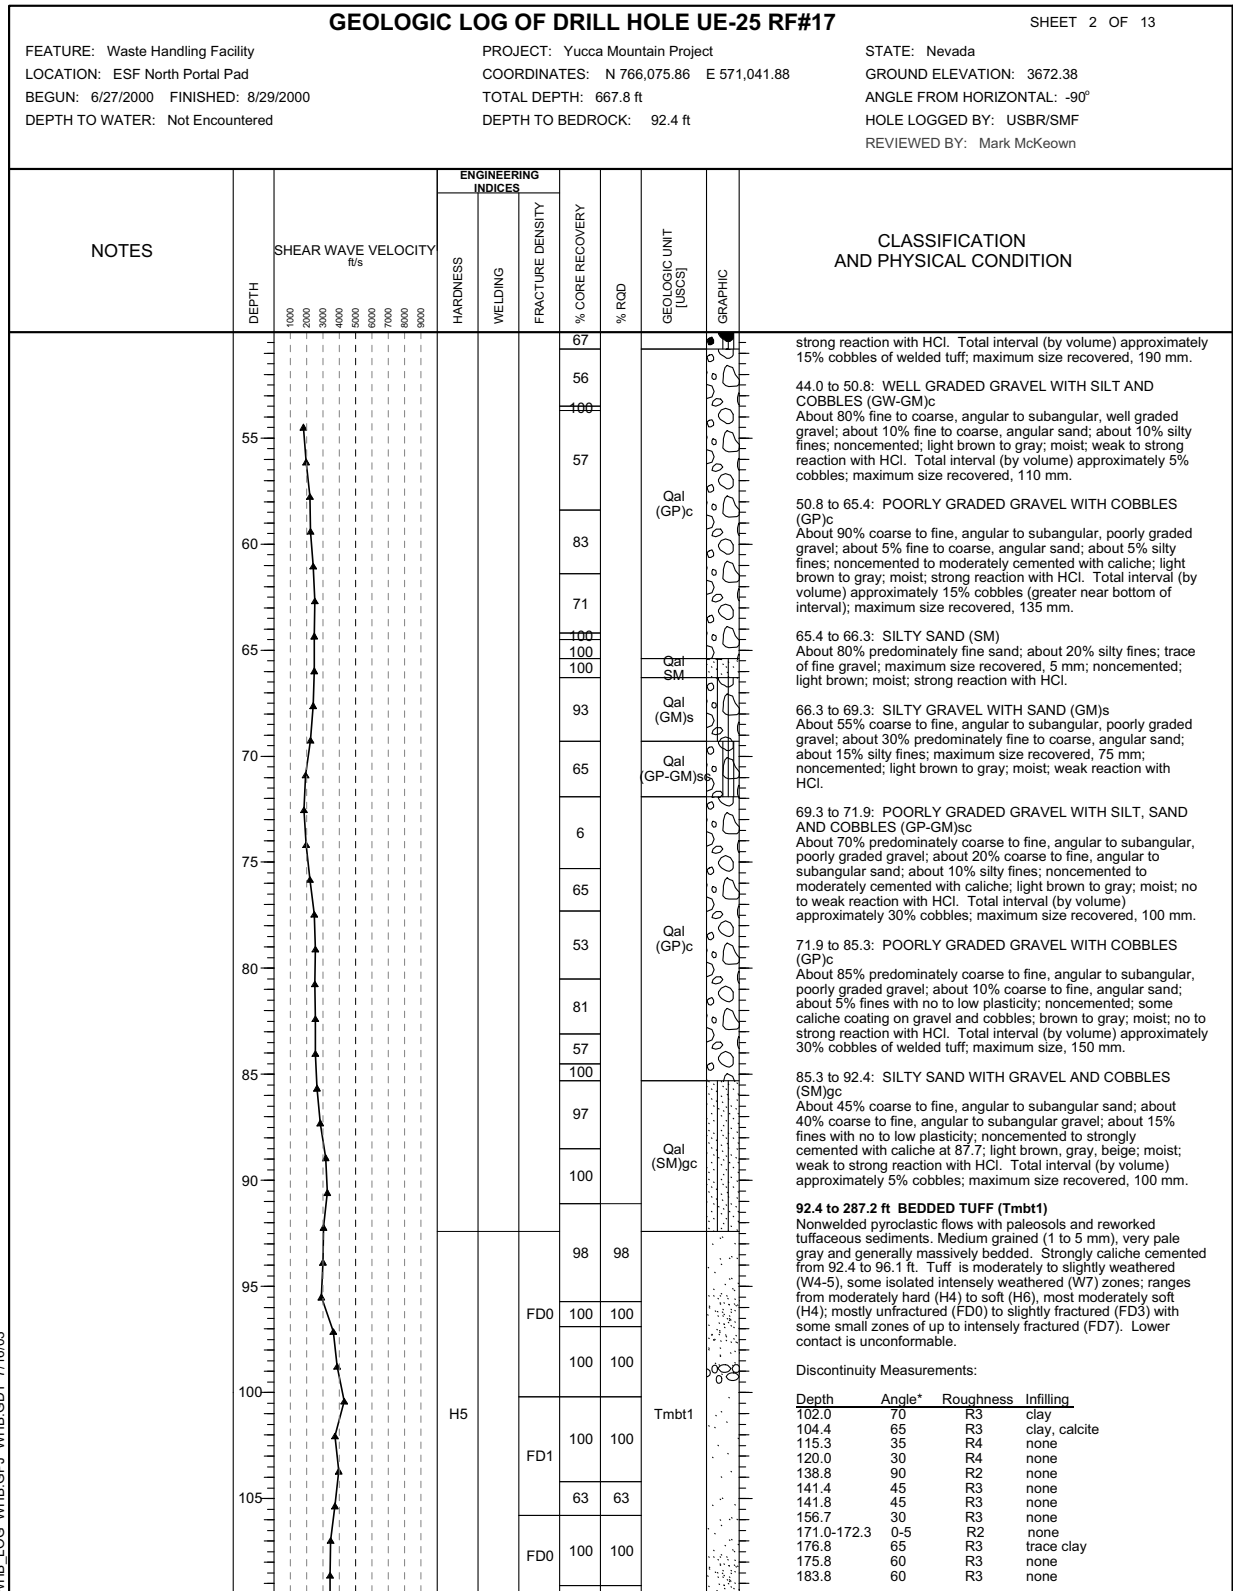 GEOLOGIC LOG OF DRILL HOLE UE-25 RF#17
SHEET 2 OF 13
FEATURE: Waste Handling Facility
PROJECT: Yucca Mountain Project
STATE: Nevada
LOCATION: ESF North Portal Pad
COORDINATES: N 766,075.86 E 571,041.88
GROUND ELEVATION: 3672.38
BEGUN: 6/27/2000 FINISHED: 8/29/2000
TOTAL DEPTH: 667.8 ft
ANGLE FROM HORIZONTAL: -90°
DEPTH TO WATER: Not Encountered
DEPTH TO BEDROCK: 92.4 ft
HOLE LOGGED BY: USBR/SMF
REVIEWED BY: Mark McKeown
NOTES
DEPTH
SHEAR WAVE VELOCITY
ft/s
1000 2000 3000 4000 5000 6000 7000 8000 9000
ENGINEERING
INDICES
HARDNESS
WELDING
FRACTURE DENSITY
% CORE RECOVERY
% RQD
GEOLOGIC UNIT
[USCS]
GRAPHIC
CLASSIFICATION
AND PHYSICAL CONDITION
55
60
65
70
75
80
85
90
95
100
105
H5
FD0
FD1
FD0
67
56
100
57
83
71
100
100
100
93
65
6
65
53
81
57
100
97
100
98
100
100
100
63
100
98
100
100
100
63
100
Qal
(GP)c
Qal
SM
Qal
(GM)s
Qal
(GP-GM)sc
Qal
(GP)c
Qal
(SM)gc
Tmbt1
strong reaction with HCl. Total interval (by volume) approximately
15% cobbles of welded tuff; maximum size recovered, 190 mm.
44.0 to 50.8: WELL GRADED GRAVEL WITH SILT AND
COBBLES (GW-GM)c
About 80% fine to coarse, angular to subangular, well graded
gravel; about 10% fine to coarse, angular sand; about 10% silty
fines; noncemented; light brown to gray; moist; weak to strong
reaction with HCl. Total interval (by volume) approximately 5%
cobbles; maximum size recovered, 110 mm.
50.8 to 65.4: POORLY GRADED GRAVEL WITH COBBLES
(GP)c
About 90% coarse to fine, angular to subangular, poorly graded
gravel; about 5% fine to coarse, angular sand; about 5% silty
fines; noncemented to moderately cemented with caliche; light
brown to gray; moist; strong reaction with HCl. Total interval (by
volume) approximately 15% cobbles (greater near bottom of
interval); maximum size recovered, 135 mm.
65.4 to 66.3: SILTY SAND (SM)
About 80% predominately fine sand; about 20% silty fines; trace
of fine gravel; maximum size recovered, 5 mm; noncemented;
light brown; moist; strong reaction with HCl.
66.3 to 69.3: SILTY GRAVEL WITH SAND (GM)s
About 55% coarse to fine, angular to subangular, poorly graded
gravel; about 30% predominately fine to coarse, angular sand;
about 15% silty fines; maximum size recovered, 75 mm;
noncemented; light brown to gray; moist; weak reaction with
HCl.
69.3 to 71.9: POORLY GRADED GRAVEL WITH SILT, SAND
AND COBBLES (GP-GM)sc
About 70% predominately coarse to fine, angular to subangular,
poorly graded gravel; about 20% coarse to fine, angular to
subangular sand; about 10% silty fines; noncemented to
moderately cemented with caliche; light brown to gray; moist; no
to weak reaction with HCl. Total interval (by volume)
approximately 30% cobbles; maximum size recovered, 100 mm.
71.9 to 85.3: POORLY GRADED GRAVEL WITH COBBLES
(GP)c
About 85% predominately coarse to fine, angular to subangular,
poorly graded gravel; about 10% coarse to fine, angular sand;
about 5% fines with no to low plasticity; noncemented; some
caliche coating on gravel and cobbles; brown to gray; moist; no to
strong reaction with HCl. Total interval (by volume) approximately
30% cobbles of welded tuff; maximum size, 150 mm.
85.3 to 92.4: SILTY SAND WITH GRAVEL AND COBBLES
(SM)gc
About 45% coarse to fine, angular to subangular sand; about
40% coarse to fine, angular to subangular gravel; about 15%
fines with no to low plasticity; noncemented to strongly
cemented with caliche at 87.7; light brown, gray, beige; moist;
weak to strong reaction with HCl. Total interval (by volume)
approximately 5% cobbles; maximum size recovered, 100 mm.
92.4 to 287.2 ft BEDDED TUFF (Tmbt1)
Nonwelded pyroclastic flows with paleosols and reworked
tuffaceous sediments. Medium grained (1 to 5 mm), very pale
gray and generally massively bedded. Strongly caliche cemented
from 92.4 to 96.1 ft. Tuff is moderately to slightly weathered
(W4-5), some isolated intensely weathered (W7) zones; ranges
from moderately hard (H4) to soft (H6), most moderately soft
(H4); mostly unfractured (FD0) to slightly fractured (FD3) with
some small zones of up to intensely fractured (FD7). Lower
contact is unconformable.
Discontinuity Measurements:
Depth Angle* Roughness Infilling
102.0 70 R3 clay
104.4 65 R3 clay, calcite
115.3 35 R4 none
120.0 30 R4 none
138.8 90 R2 none
141.4 45 R3 none
141.8 45 R3 none
156.7 30 R3 none
171.0-172.3 0-5 R2 none
176.8 65 R3 trace clay
175.8 60 R3 none
183.8 60 R3 none